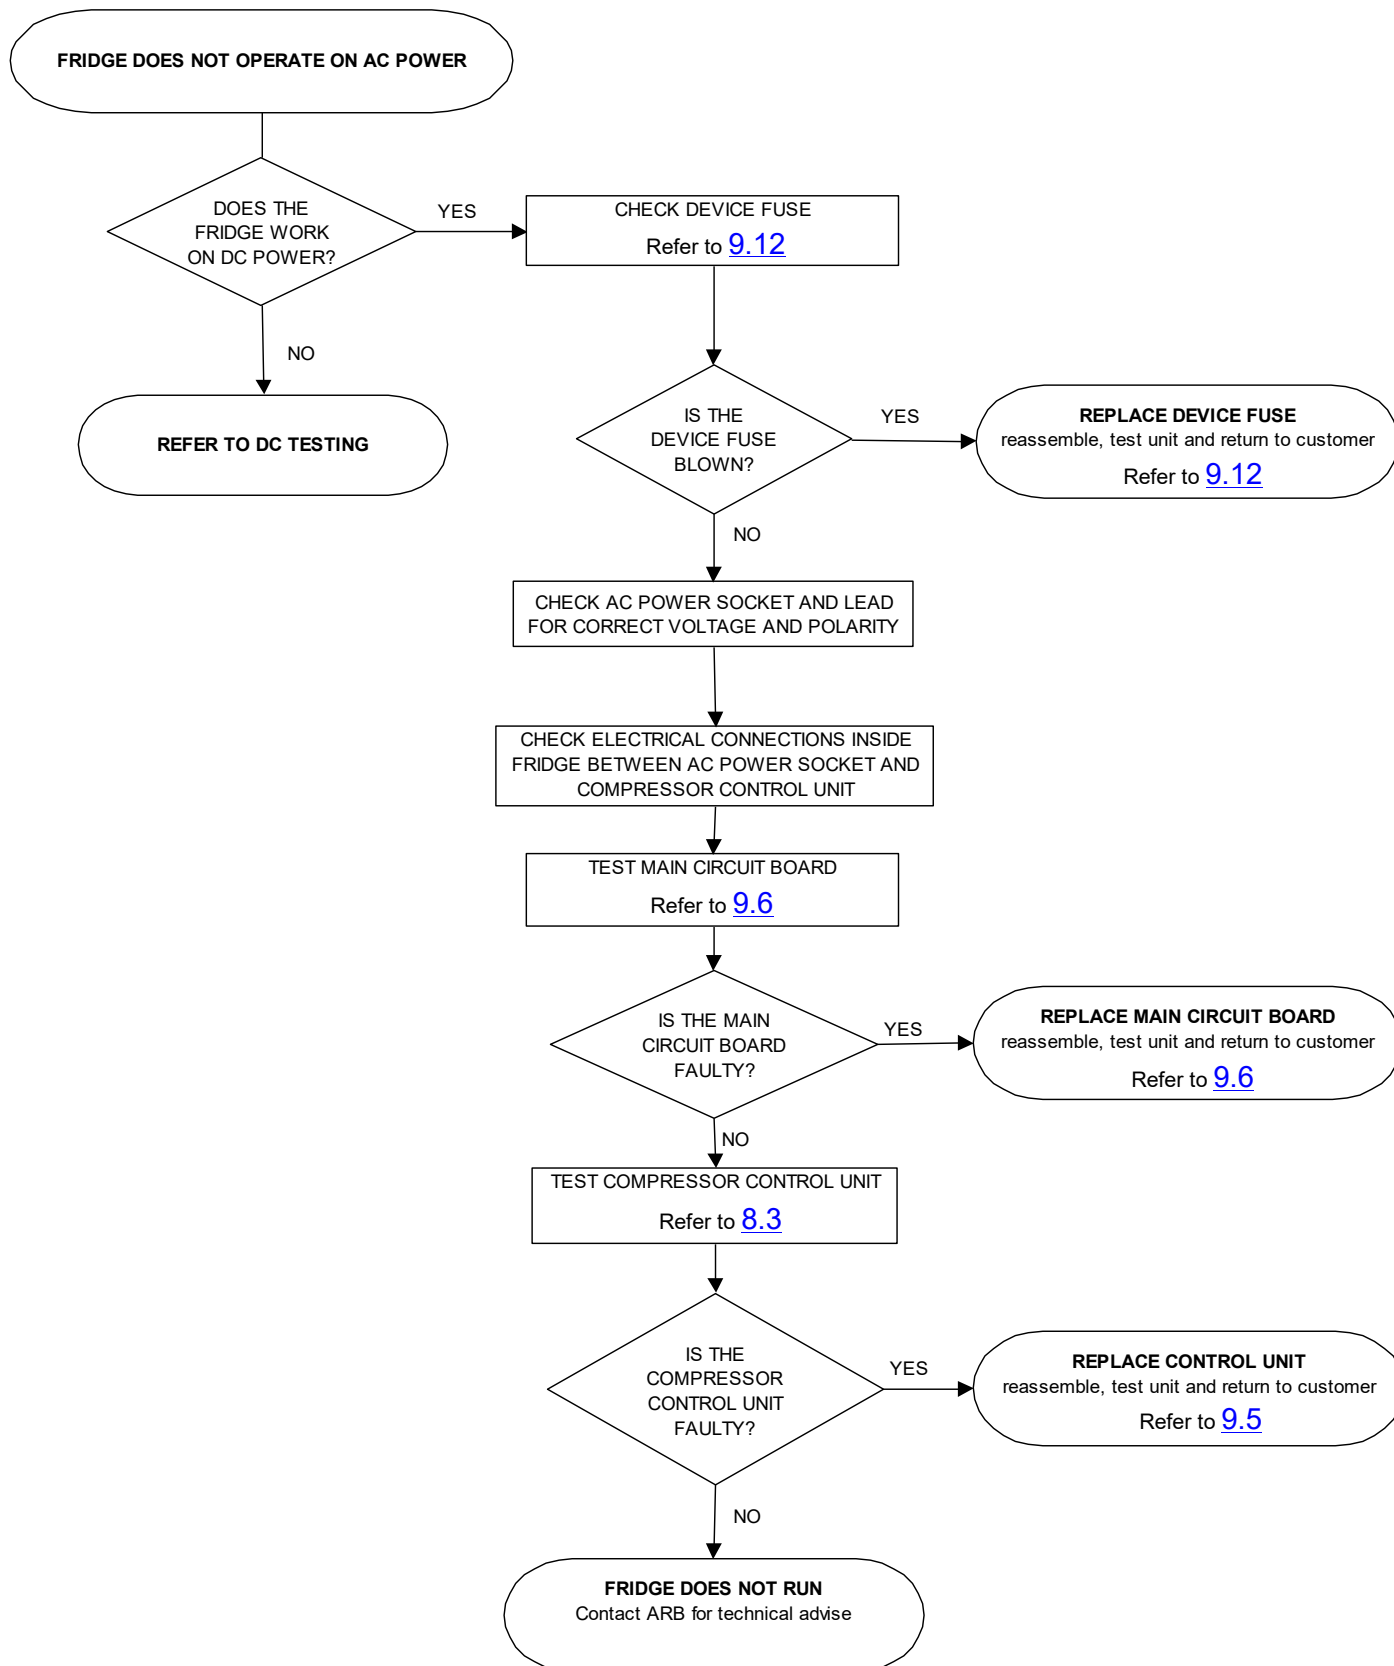 FRIDGE DOES NOT OPERATE ON AC POWER
DOES THE
FRIDGE WORK
ON DC POWER?
YES
CHECK DEVICE FUSE
Refer to 9.12
NO
REFER TO DC TESTING
IS THE
DEVICE FUSE
BLOWN?
YES
REPLACE DEVICE FUSE
reassemble, test unit and return to customer
Refer to 9.12
NO
CHECK AC POWER SOCKET AND LEAD
FOR CORRECT VOLTAGE AND POLARITY
CHECK ELECTRICAL CONNECTIONS INSIDE
FRIDGE BETWEEN AC POWER SOCKET AND
COMPRESSOR CONTROL UNIT
TEST MAIN CIRCUIT BOARD
Refer to 9.6
IS THE MAIN
CIRCUIT BOARD
FAULTY?
YES
REPLACE MAIN CIRCUIT BOARD
reassemble, test unit and return to customer
Refer to 9.6
NO
TEST COMPRESSOR CONTROL UNIT
Refer to 8.3
IS THE
COMPRESSOR
CONTROL UNIT
FAULTY?
YES
REPLACE CONTROL UNIT
reassemble, test unit and return to customer
Refer to 9.5
NO
FRIDGE DOES NOT RUN
Contact ARB for technical advise